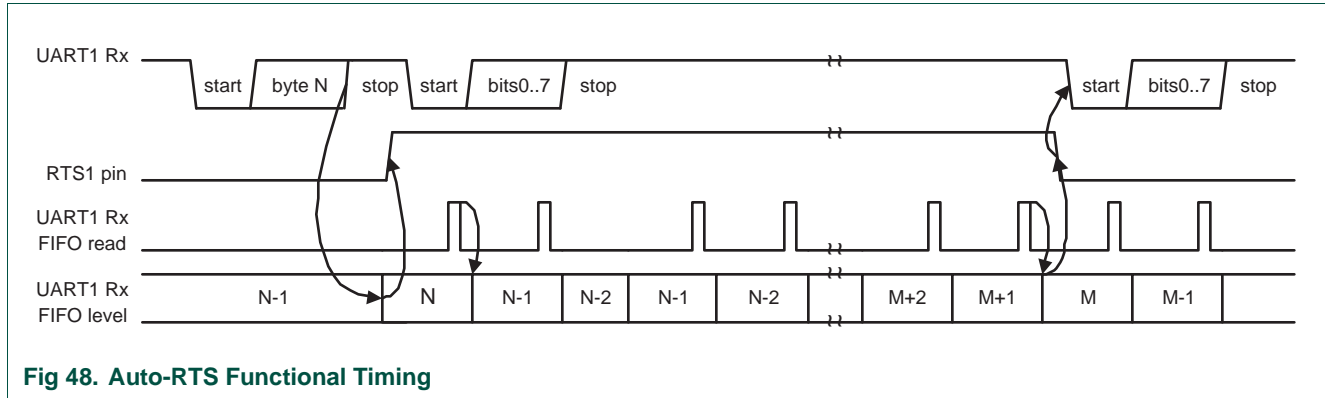 UART1 Rx
start byte N stop start bits0..7 stop start bits0..7 stop
RTS1 pin
UART1 Rx
FIFO read
UART1 Rx
FIFO level
N-1 N N-1 N-2 N-1 N-2 M+2 M+1 M M-1
Fig 48. Auto-RTS Functional Timing